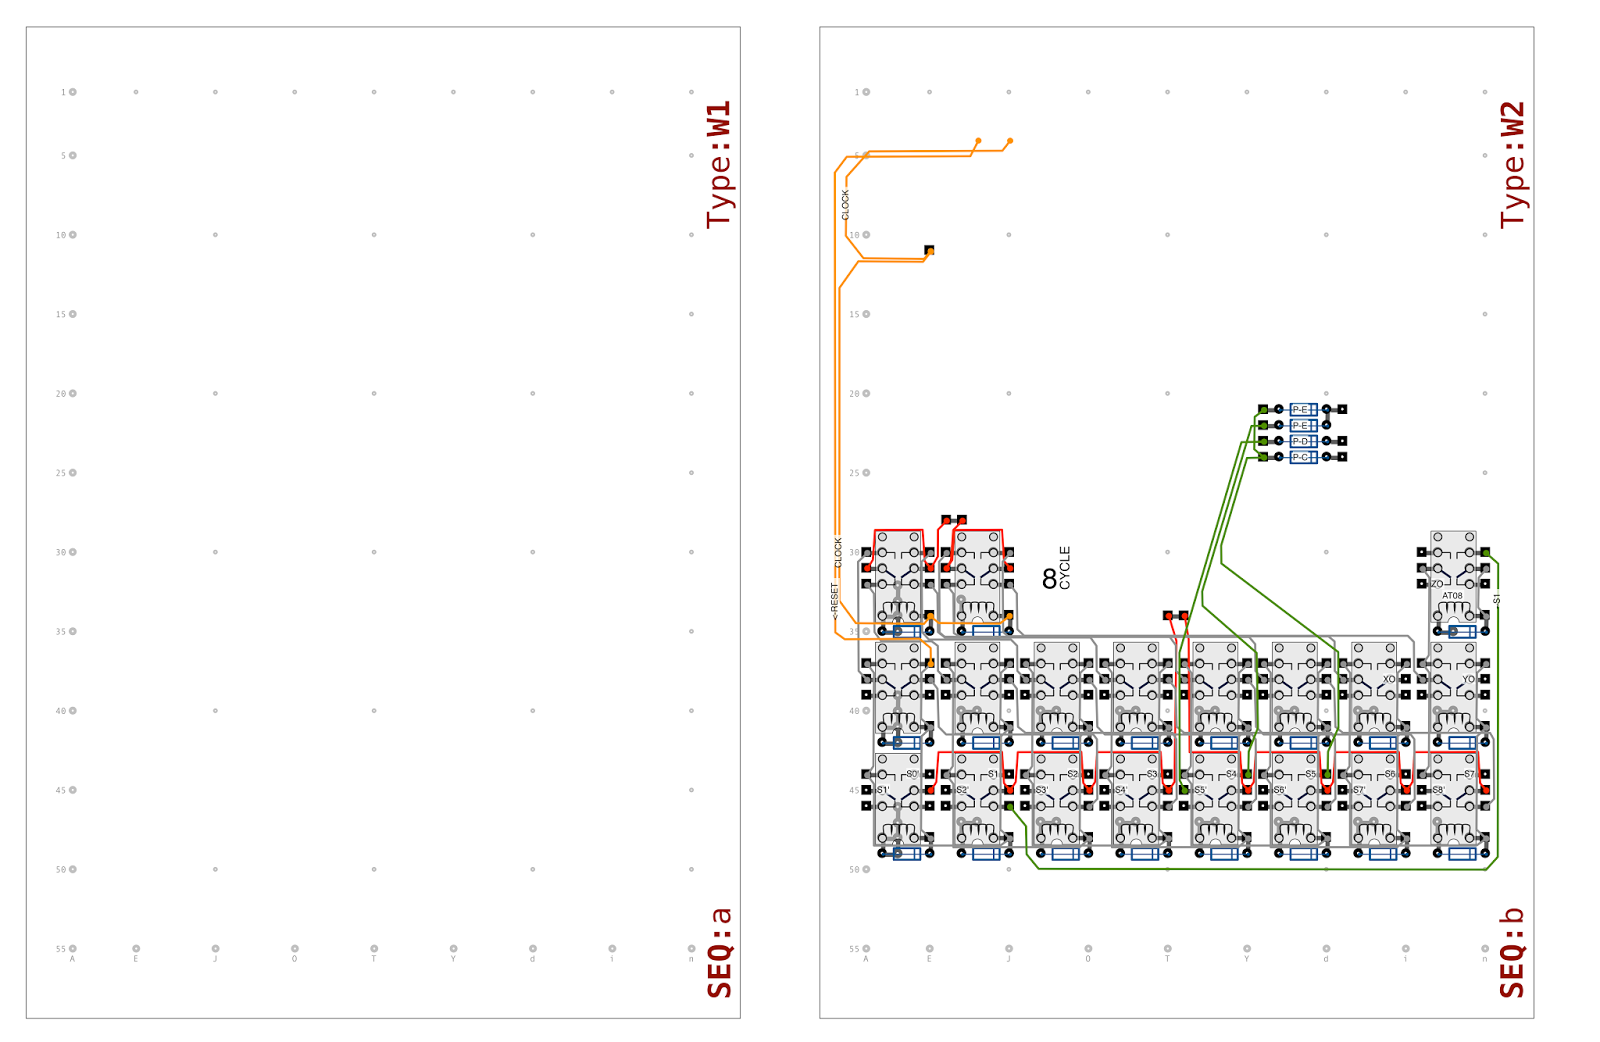 Type:W1
1
5
10
15
20
25
30
35
40
45
50
55
A E J O T Y d i n
SEQ:a
Type:W2
1
5
CLOCK
10
15
20
P-E
P-E
P-D
P-C
25
30
CLOCK
8
CYCLE
ZO
AT08
<-RESET
S1
35
XO YO
40
S0' S1 S2 S3 S4 S5 S6 S7
45
S1' S2' S3' S4' S5' S6' S7' S8'
50
55
A E J O T Y d i n
SEQ:b